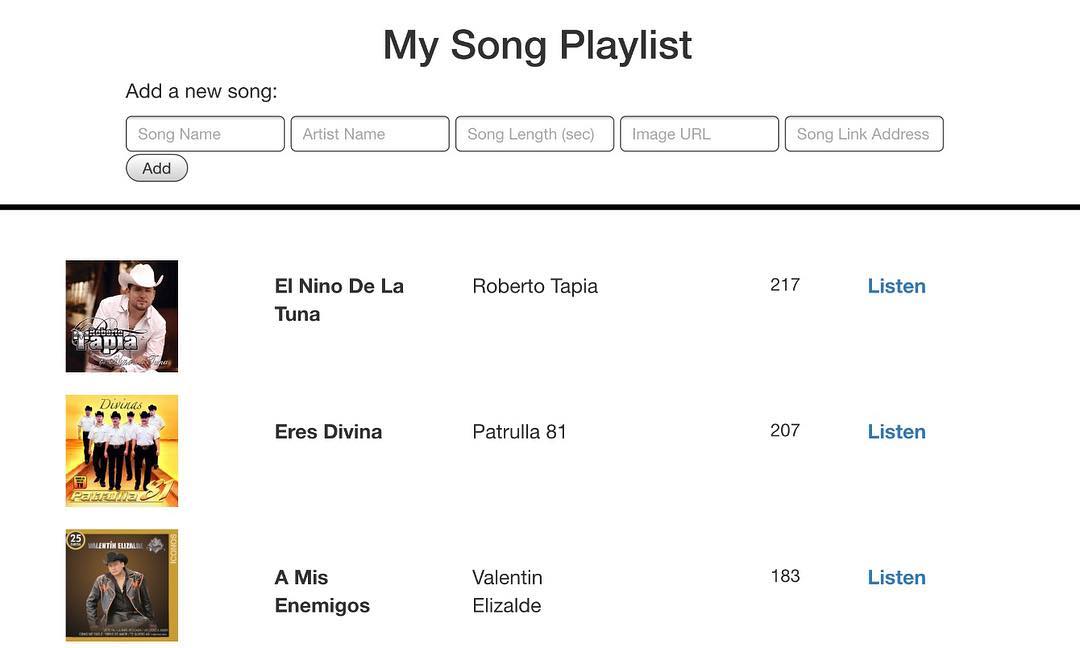 My Song Playlist
Add a new song:
Song Name Artist Name Song Length (sec) Image URL Song Link Address
Add
Roberto
Tapia
El Nino De La
Tuna
Roberto Tapia
217
Listen
Divinas
Patrulla 81
Eres Divina
Patrulla 81
207
Listen
25
VALENTÍN ELIZALDE
ICONOS
A Mis
Enemigos
Valentin
Elizalde
183
Listen